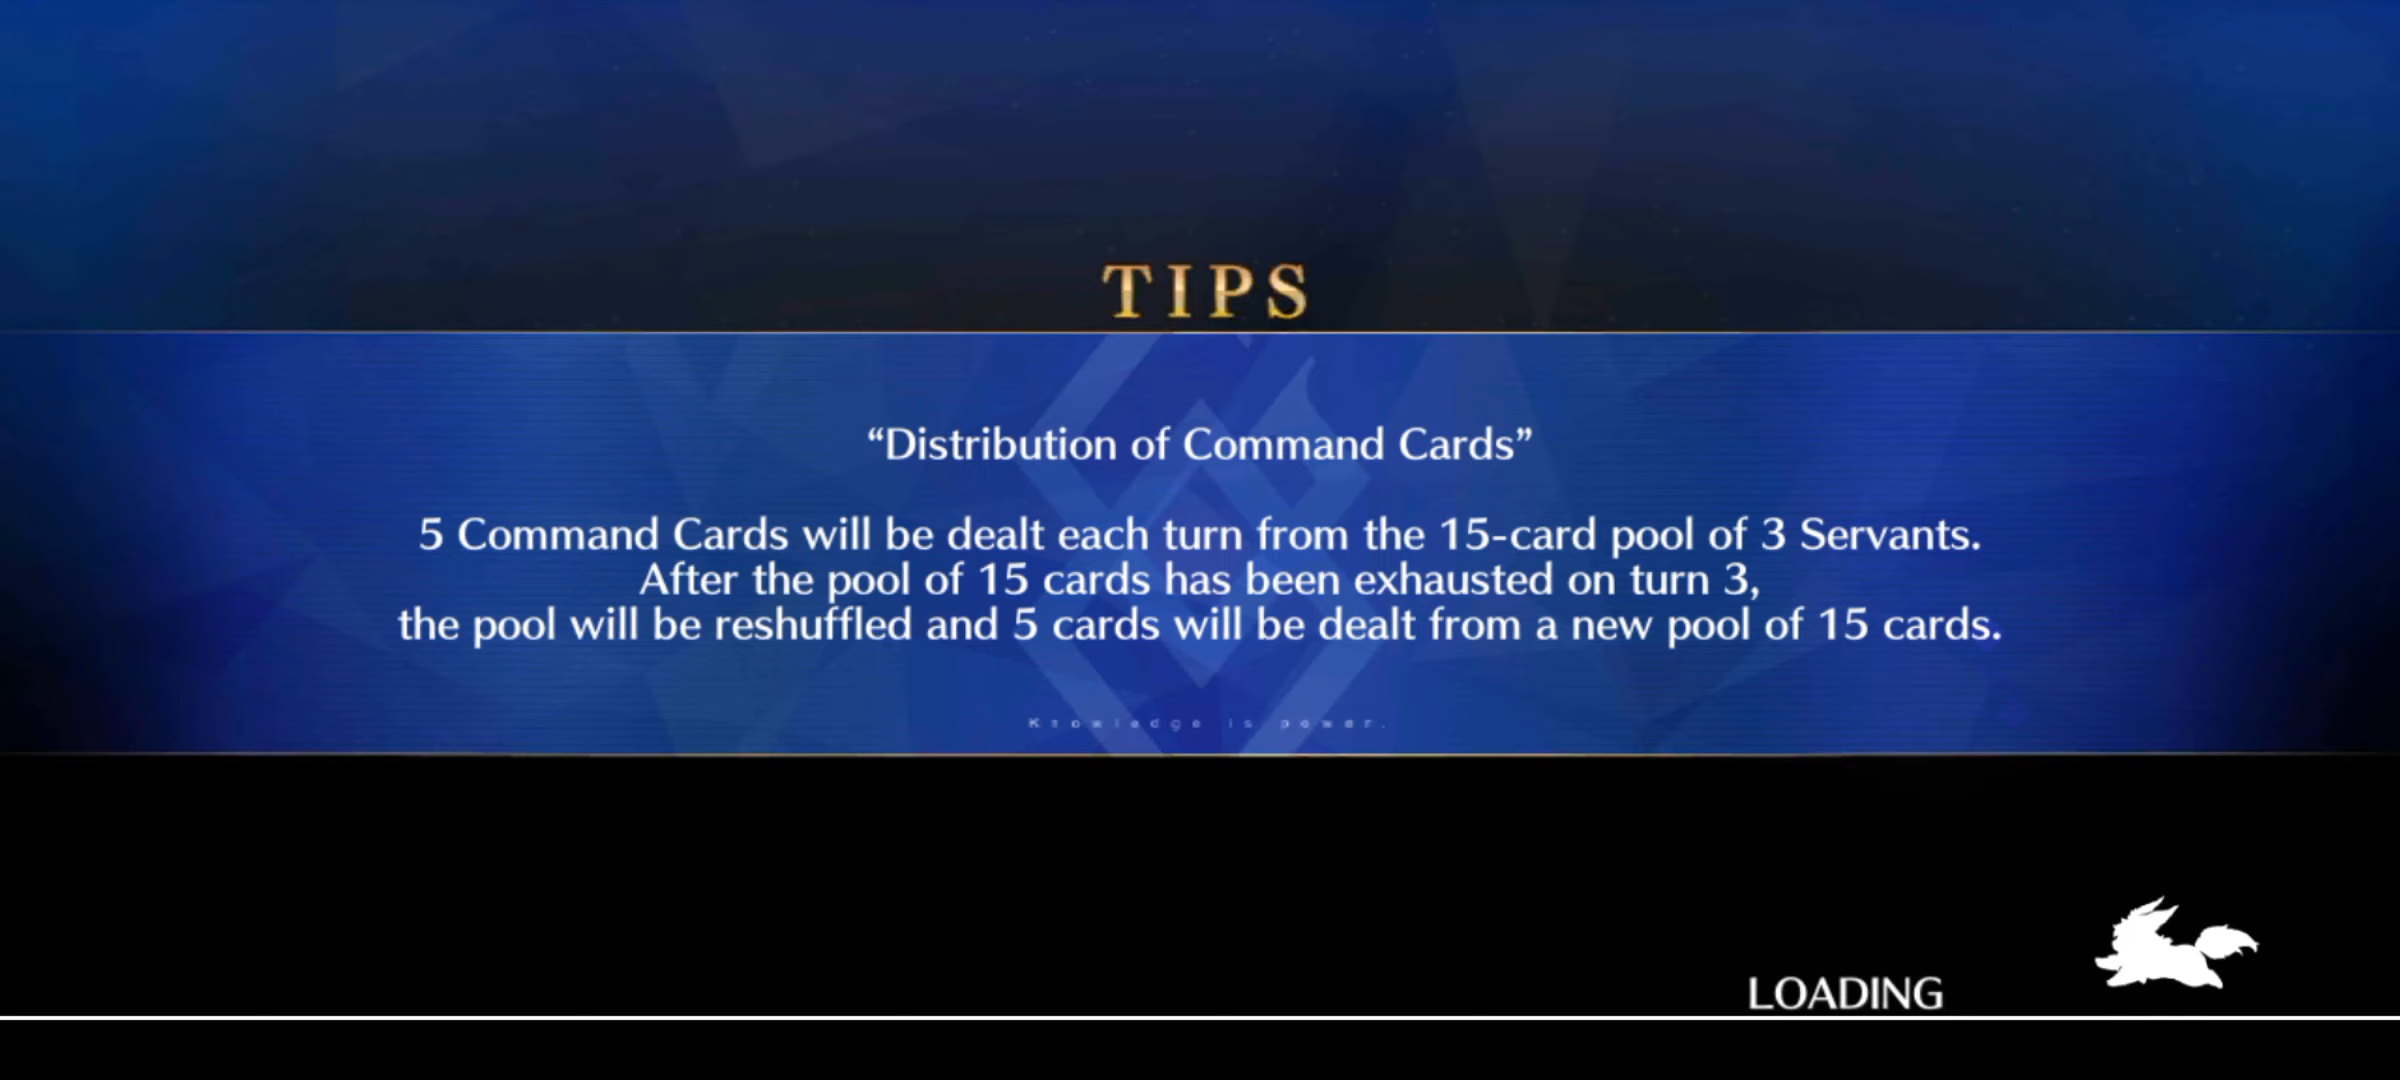 TIPS
“Distribution of Command Cards”
5 Command Cards will be dealt each turn from the 15-card pool of 3 Servants.
After the pool of 15 cards has been exhausted on turn 3,
the pool will be reshuffled and 5 cards will be dealt from a new pool of 15 cards.
Knowledge is power.
LOADING